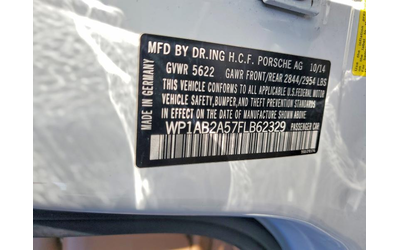 MFD BY DR.ING H.C.F. PORSCHE AG 10/14
GVWR 5622 GAWR FRONT/REAR 2844/2954 LBS
THIS VEHICLE CONFORMS TO ALL APPLICABLE U.S.FEDERAL MOTOR
VEHICLE SAFETY, BUMPER, AND THEFT PREVENTION STANDARDS
IN EFFECT ON THE DATE OF MANUFACTURE SHOWN ABOVE
WP1AB2A57FLB62329 PASSENGER CAR
MADE IN GERMANY